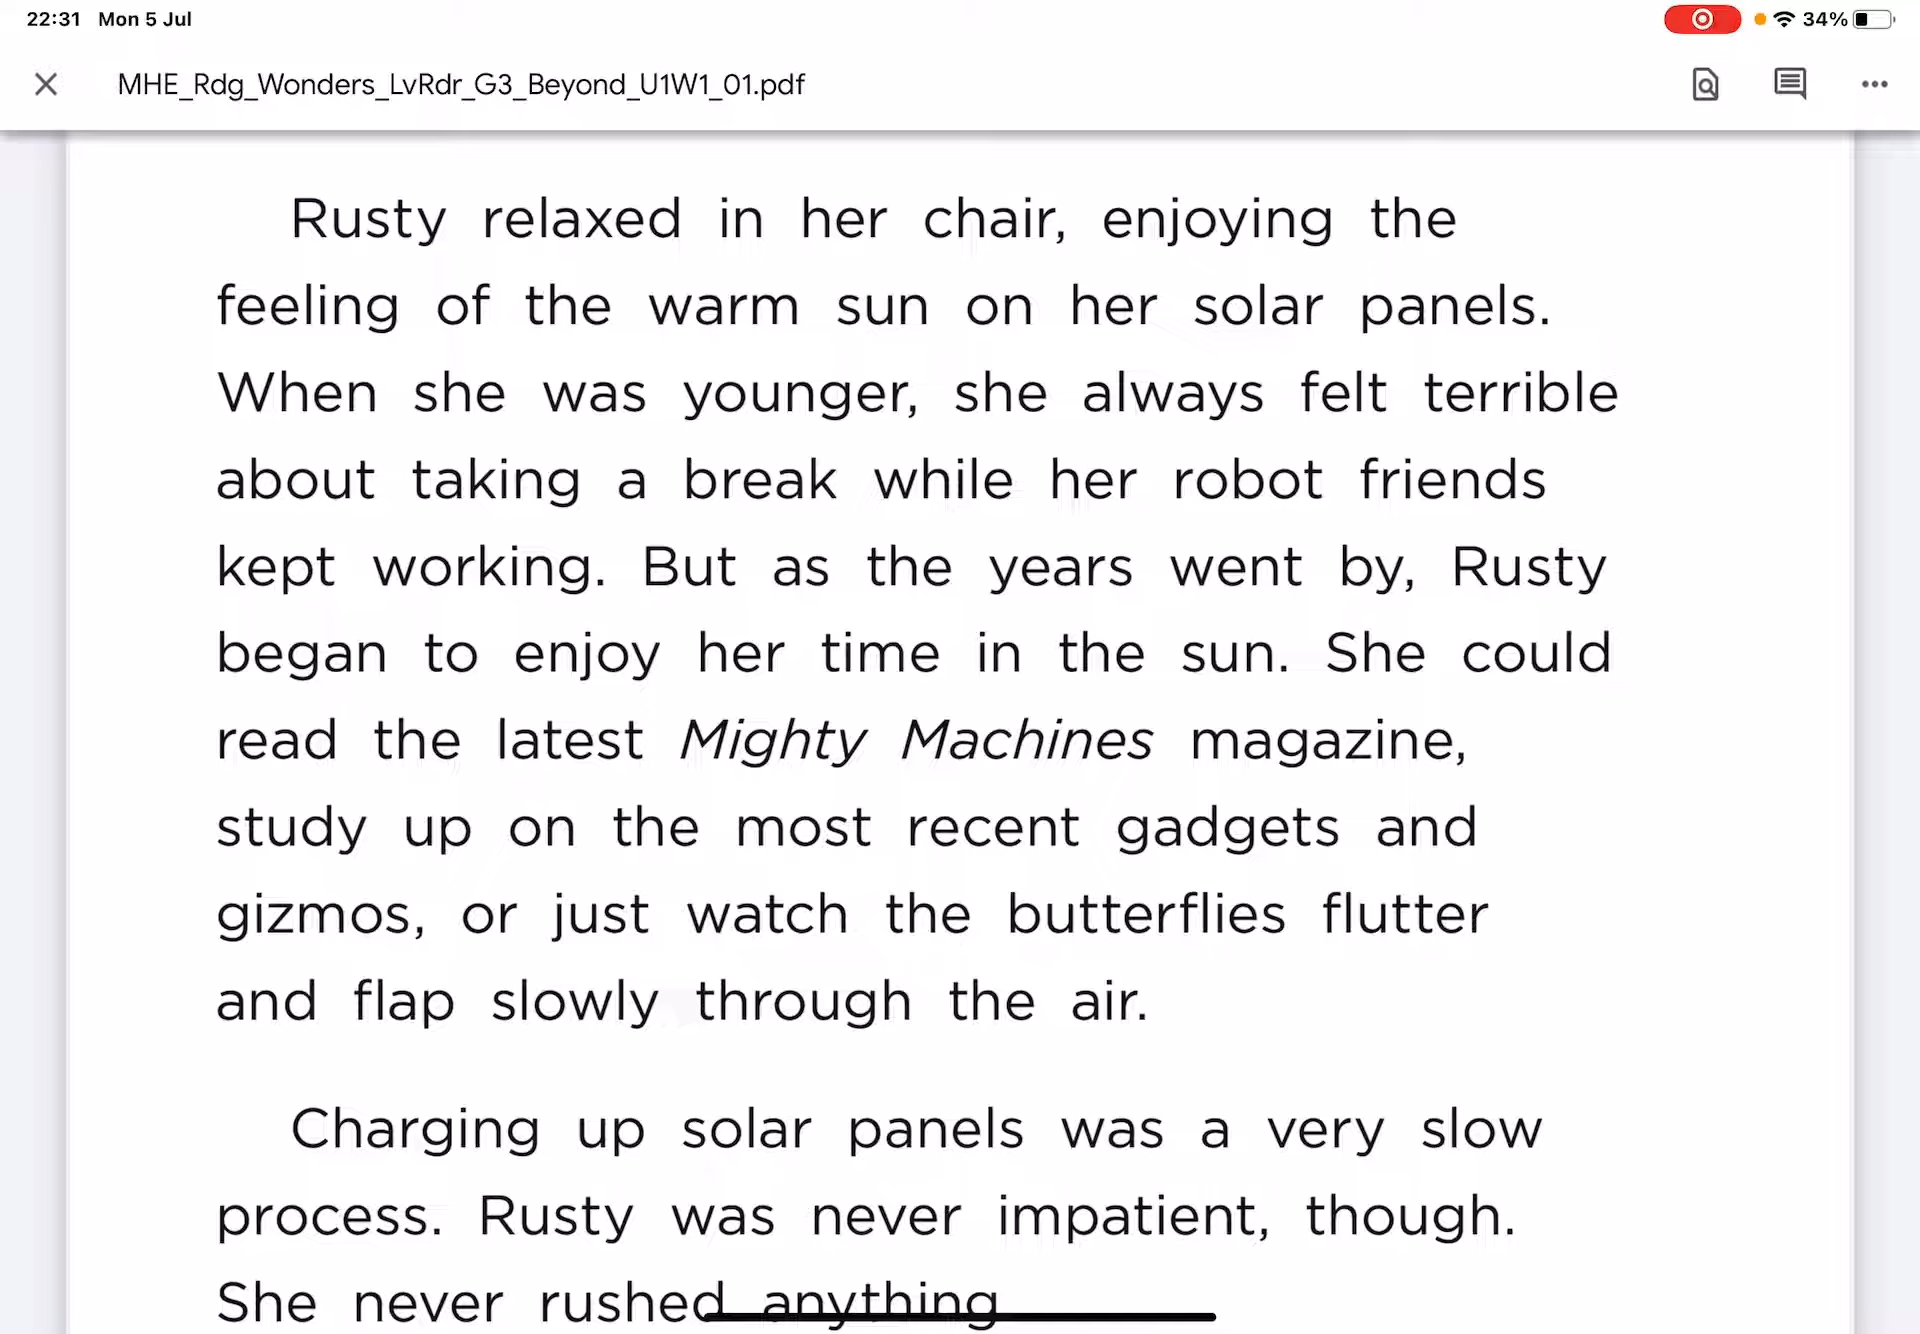 22:31 Mon 5 Jul
34%
MHE_Rdg_Wonders_LvRdr_G3_Beyond_U1W1_01.pdf
Rusty relaxed in her chair, enjoying the
feeling of the warm sun on her solar panels.
When she was younger, she always felt terrible
about taking a break while her robot friends
kept working. But as the years went by, Rusty
began to enjoy her time in the sun. She could
read the latest Mighty Machines magazine,
study up on the most recent gadgets and
gizmos, or just watch the butterflies flutter
and flap slowly through the air.
Charging up solar panels was a very slow
process. Rusty was never impatient, though.
She never rushed anything